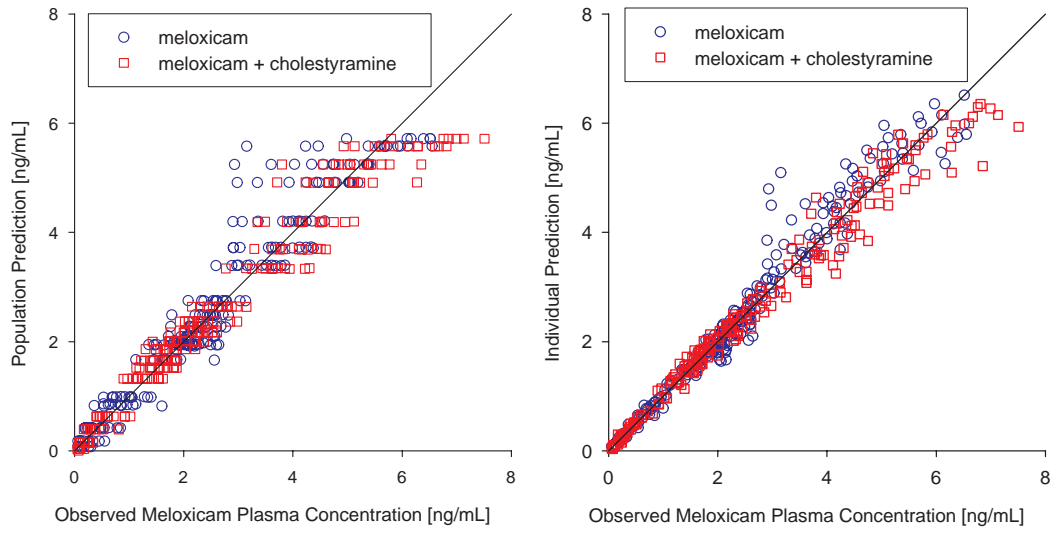 meloxicam
meloxicam + cholestyramine
Population Prediction [ng/mL]
8
6
4
2
0
0 2 4 6 8
Observed Meloxicam Plasma Concentration [ng/mL]
meloxicam
meloxicam + cholestyramine
Individual Prediction [ng/mL]
8
6
4
2
0
0 2 4 6 8
Observed Meloxicam Plasma Concentration [ng/mL]